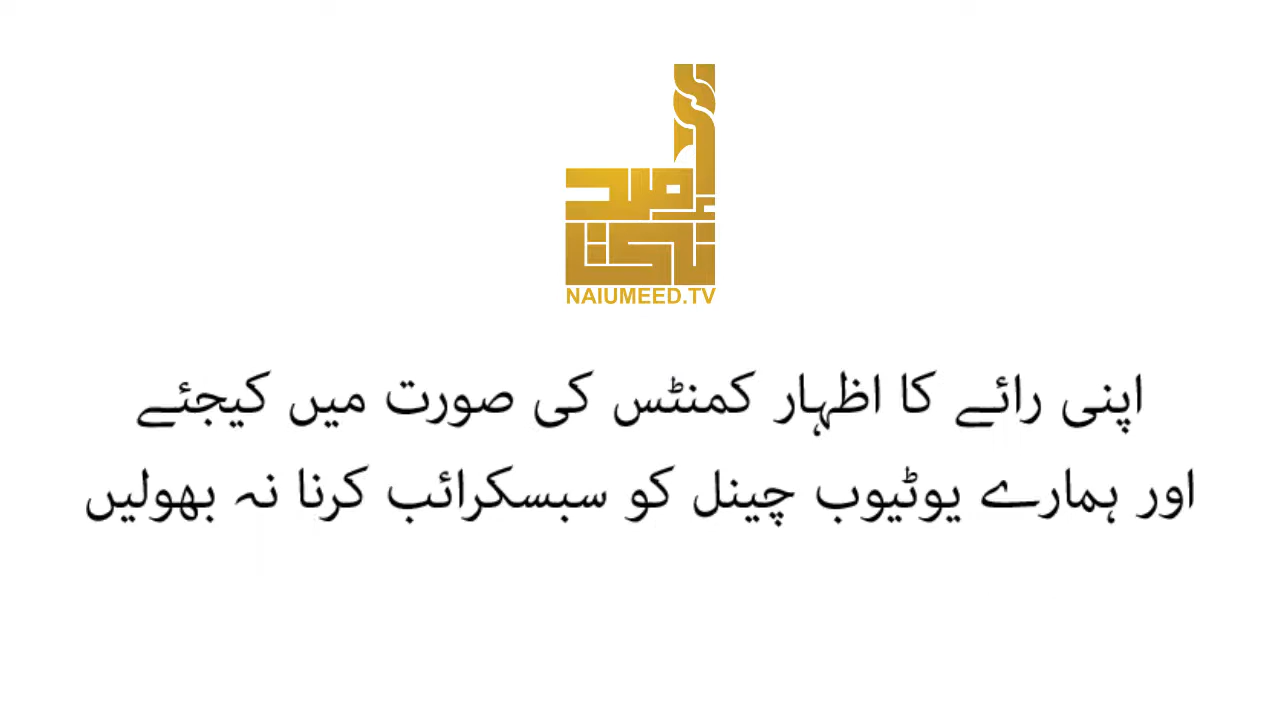 NAIUMEED.TV
اپنی رائے کا اظہار کمنٹس کی صورت میں کیجئے
اور ہمارے یوٹیوب چینل کو سبسکرائب کرنا نہ بھولیں